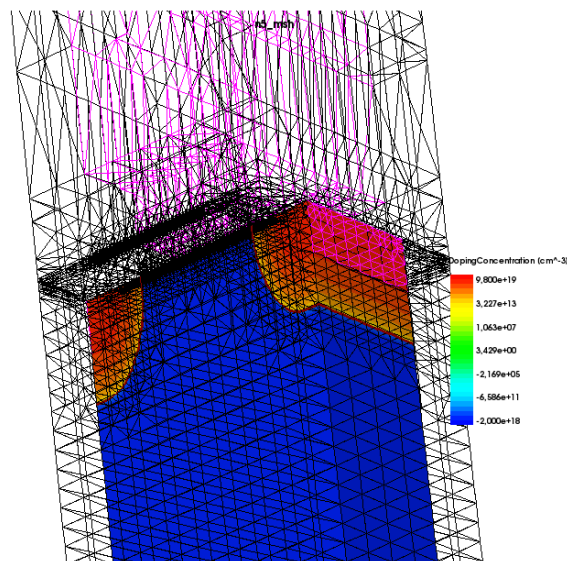 n5_msh
DopingConcentration (cm^-3)
9,800e+19
3,227e+13
1,063e+07
3,429e+00
-2,169e+05
-6,586e+11
-2,000e+18